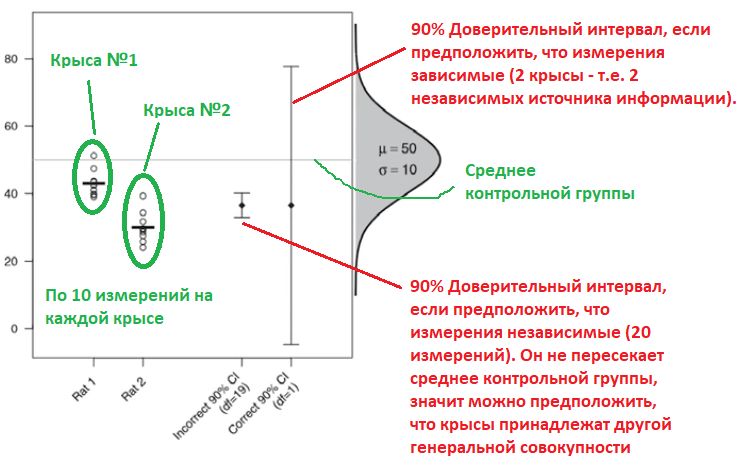 90% Доверительный интервал, если
предположить, что измерения
зависимые (2 крысы - т.е. 2
независимых источника информации).
Крыса №1
Крыса №2
80
60
40
20
0
μ = 50
σ = 10
Среднее
контрольной группы
По 10 измерений на
каждой крысе
90% Доверительный интервал,
если предположить, что
измерения независимые (20
измерений). Он не пересекает
среднее контрольной группы,
значит можно предположить,
что крысы принадлежат другой
генеральной совокупности
Rat 1
Rat 2
Incorrect 90% CI
(df=19)
Correct 90% CI
(df=1)